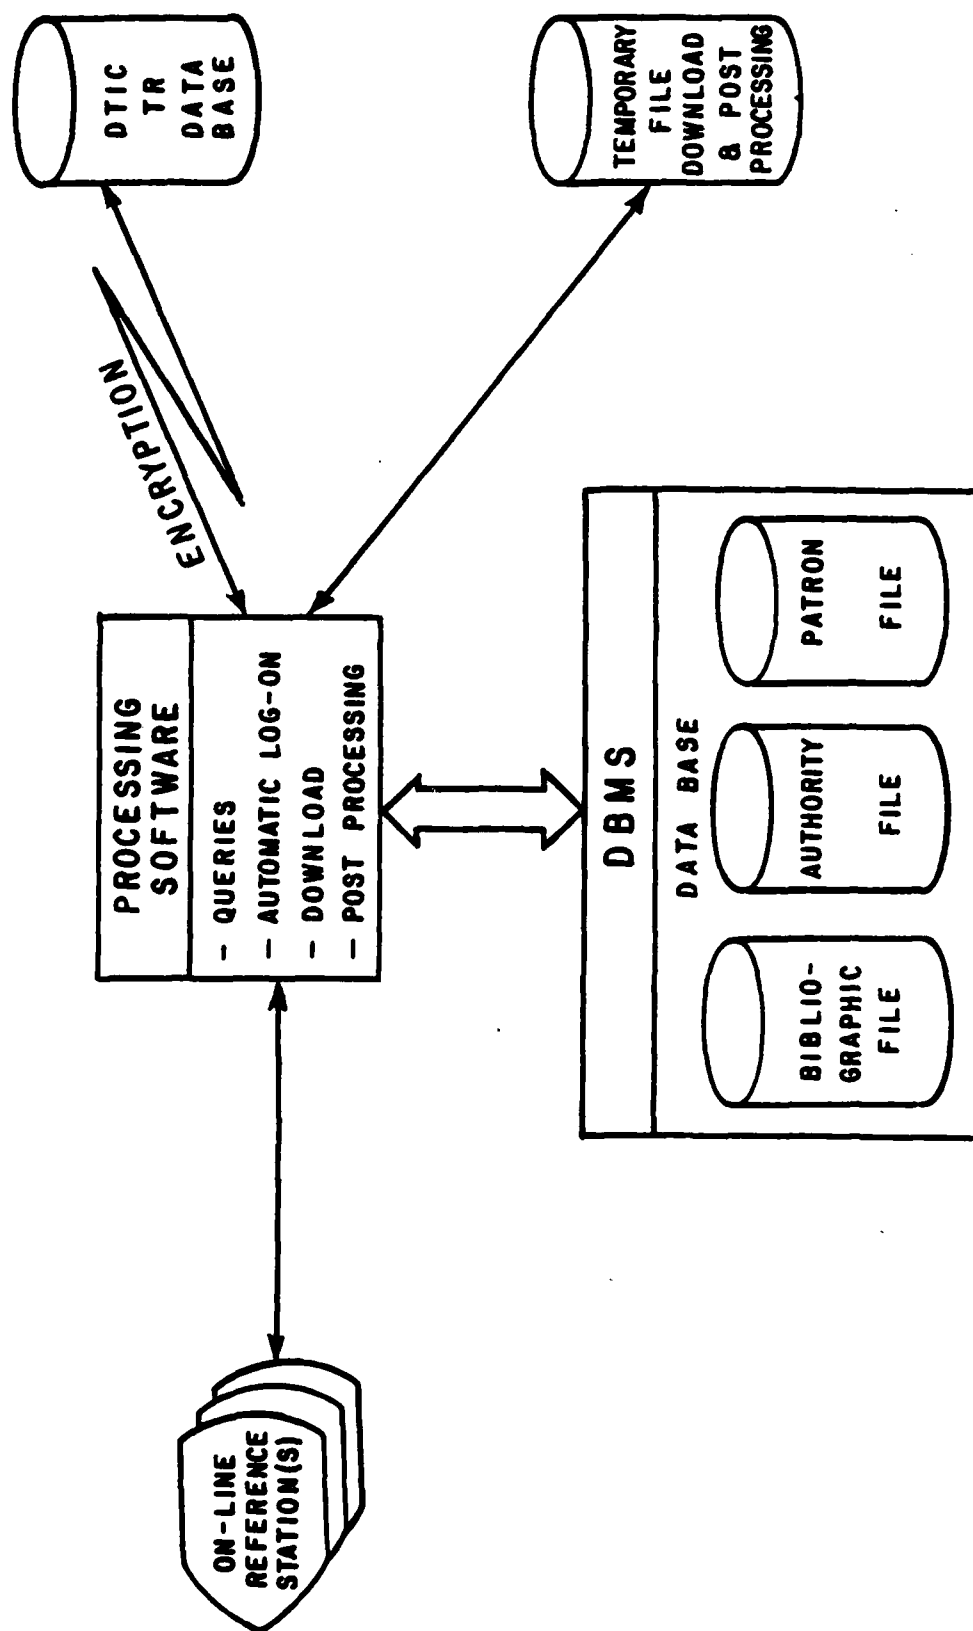 ON-LINE
REFERENCE
STATION(S)
PROCESSING
SOFTWARE
- QUERIES
- AUTOMATIC LOG-ON
- DOWNLOAD
- POST PROCESSING
ENCRYPTION
DTIC
TR
DATA
BASE
TEMPORARY
FILE
DOWNLOAD
& POST
PROCESSING
DBMS
DATA BASE
BIBLIO-
GRAPHIC
FILE
AUTHORITY
FILE
PATRON
FILE